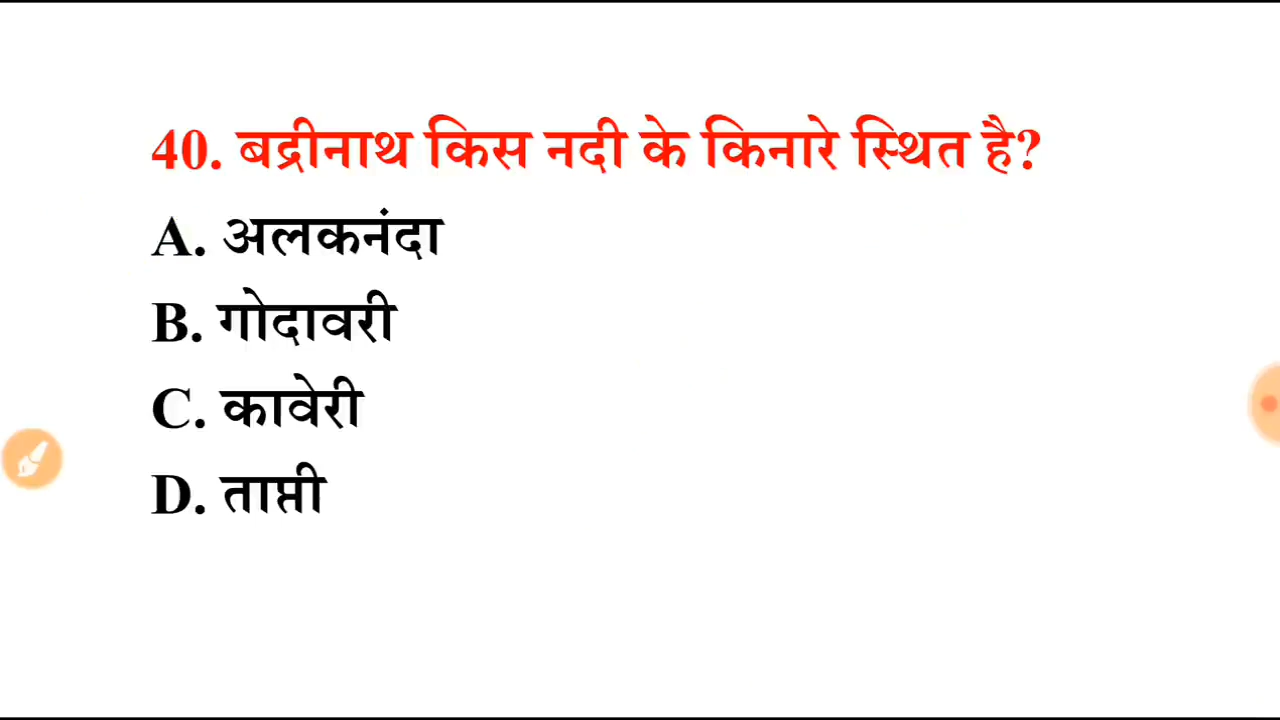 40. बद्रीनाथ किस नदी के किनारे स्थित है?
A. अलकनंदा
B. गोदावरी
C. कावेरी
D. ताप्ती